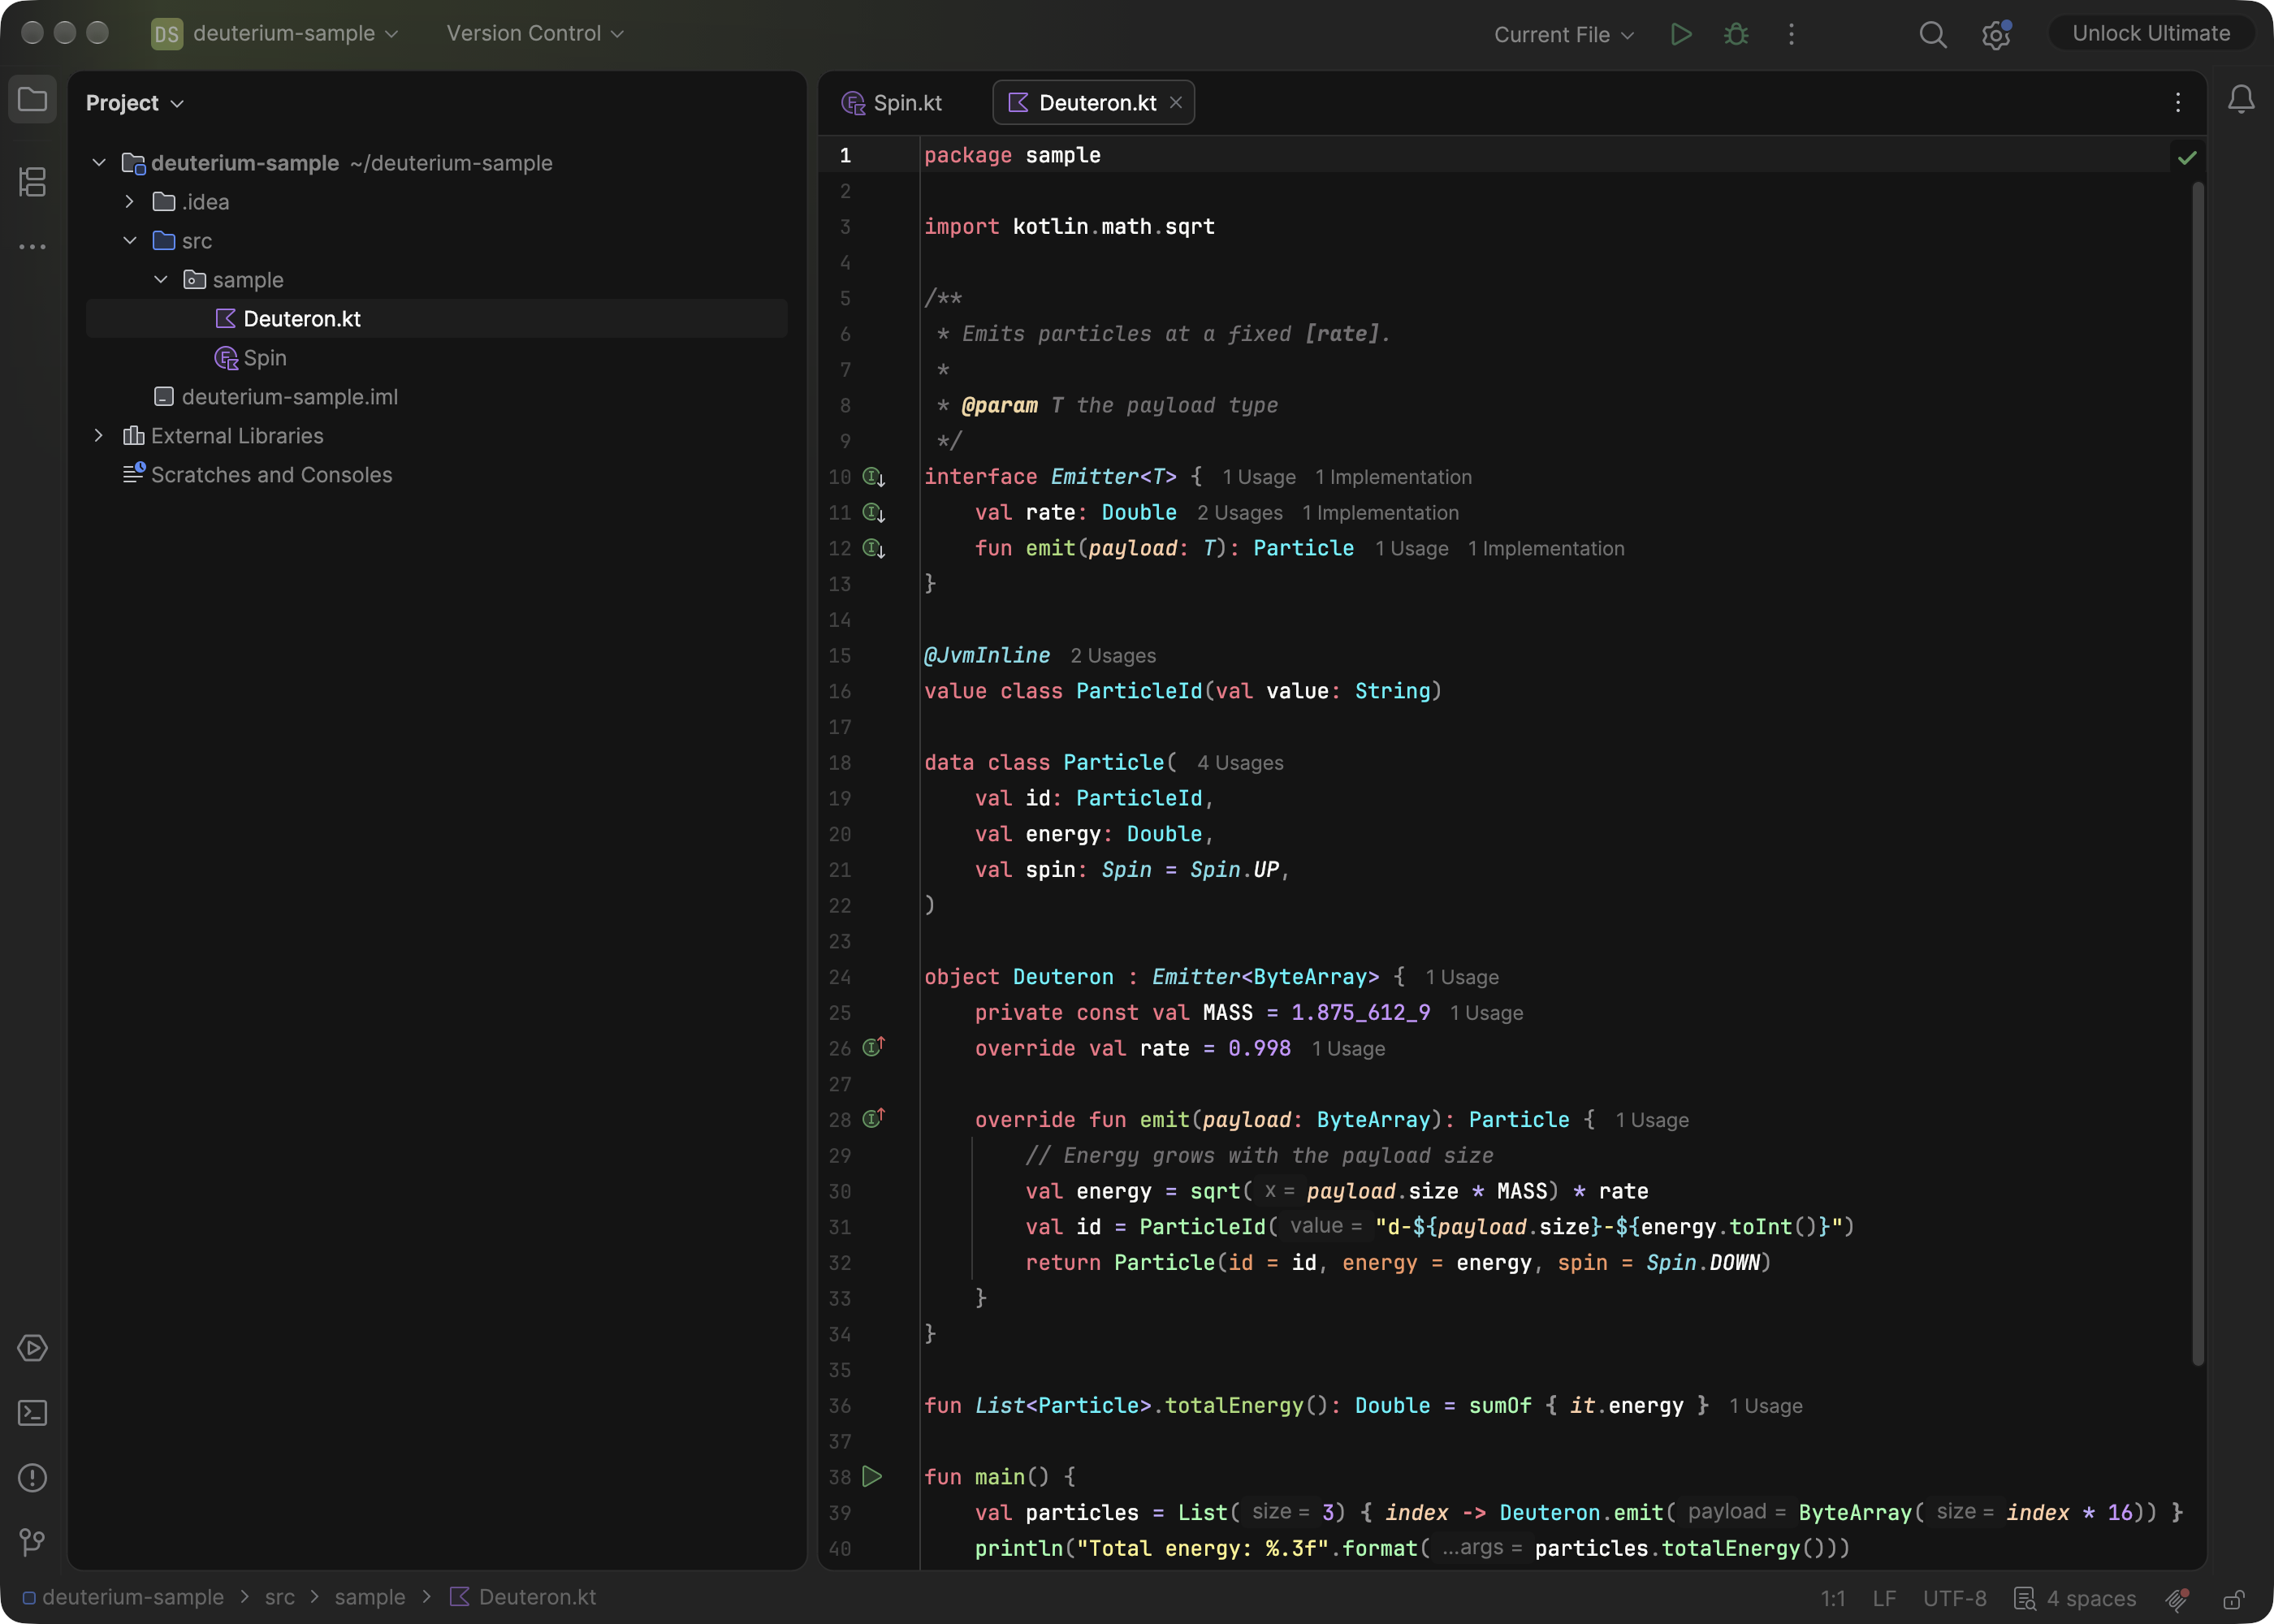 DS deuterium-sample Version Control Current File Unlock Ultimate
Project
deuterium-sample ~/deuterium-sample
.idea
src
sample
Deuteron.kt
Spin
deuterium-sample.iml
External Libraries
Scratches and Consoles
Spin.kt Deuteron.kt
1 package sample
2
3 import kotlin.math.sqrt
4
5 /**
6 * Emits particles at a fixed [rate].
7 *
8 * @param T the payload type
9 */
10 interface Emitter<T> { 1 Usage 1 Implementation
11 val rate: Double 2 Usages 1 Implementation
12 fun emit(payload: T): Particle 1 Usage 1 Implementation
13 }
14
15 @JvmInline 2 Usages
16 value class ParticleId(val value: String)
17
18 data class Particle( 4 Usages
19 val id: ParticleId,
20 val energy: Double,
21 val spin: Spin = Spin.UP,
22 )
23
24 object Deuteron : Emitter<ByteArray> { 1 Usage
25 private const val MASS = 1.875_612_9 1 Usage
26 override val rate = 0.998 1 Usage
27
28 override fun emit(payload: ByteArray): Particle { 1 Usage
29 // Energy grows with the payload size
30 val energy = sqrt( x = payload.size * MASS) * rate
31 val id = ParticleId( value = "d-${payload.size}-${energy.toInt()}")
32 return Particle(id = id, energy = energy, spin = Spin.DOWN)
33 }
34 }
35
36 fun List<Particle>.totalEnergy(): Double = sumOf { it.energy } 1 Usage
37
38 fun main() {
39 val particles = List( size = 3) { index -> Deuteron.emit( payload = ByteArray( size = index * 16)) }
40 println("Total energy: %.3f".format( ...args = particles.totalEnergy()))
deuterium-sample > src > sample > Deuteron.kt 1:1 LF UTF-8 4 spaces